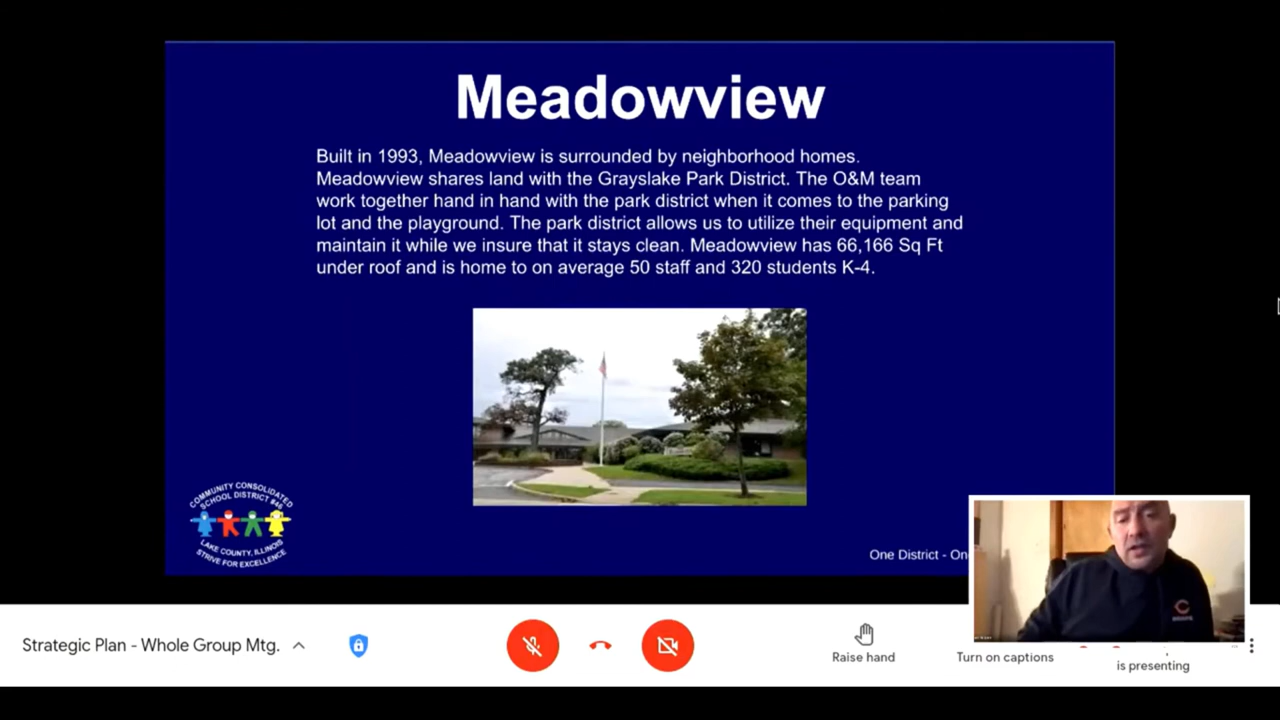 Meadowview
Built in 1993, Meadowview is surrounded by neighborhood homes.
Meadowview shares land with the Grayslake Park District. The O&M team
work together hand in hand with the park district when it comes to the parking
lot and the playground. The park district allows us to utilize their equipment and
maintain it while we insure that it stays clean. Meadowview has 66,166 Sq Ft
under roof and is home to on average 50 staff and 320 students K-4.
COMMUNITY CONSOLIDATED
SCHOOL DISTRICT #46
LAKE COUNTY, ILLINOIS
STRIVE FOR EXCELLENCE
One District - On
C
BEARS
Strategic Plan - Whole Group Mtg.
Raise hand
Turn on captions
is presenting